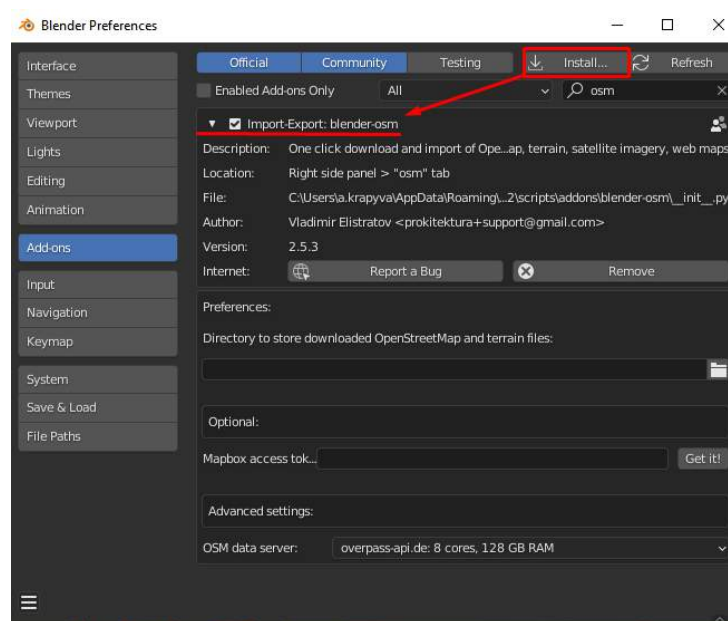 Blender Preferences
Interface
Themes
Viewport
Lights
Editing
Animation
Add-ons
Input
Navigation
Keymap
System
Save & Load
File Paths
Official Community Testing Install... Refresh
Enabled Add-ons Only All osm
Import-Export: blender-osm
Description: One click download and import of Ope...ap, terrain, satellite imagery, web maps
Location: Right side panel > "osm" tab
File: C:\Users\a.krapyva\AppData\Roaming\...2\scripts\addons\blender-osm\__init__.py
Author: Vladimir Elistratov <prokitektura+support@gmail.com>
Version: 2.5.3
Internet: Report a Bug Remove
Preferences:
Directory to store downloaded OpenStreetMap and terrain files:
Optional:
Mapbox access tok... Get it!
Advanced settings:
OSM data server: overpass-api.de: 8 cores, 128 GB RAM